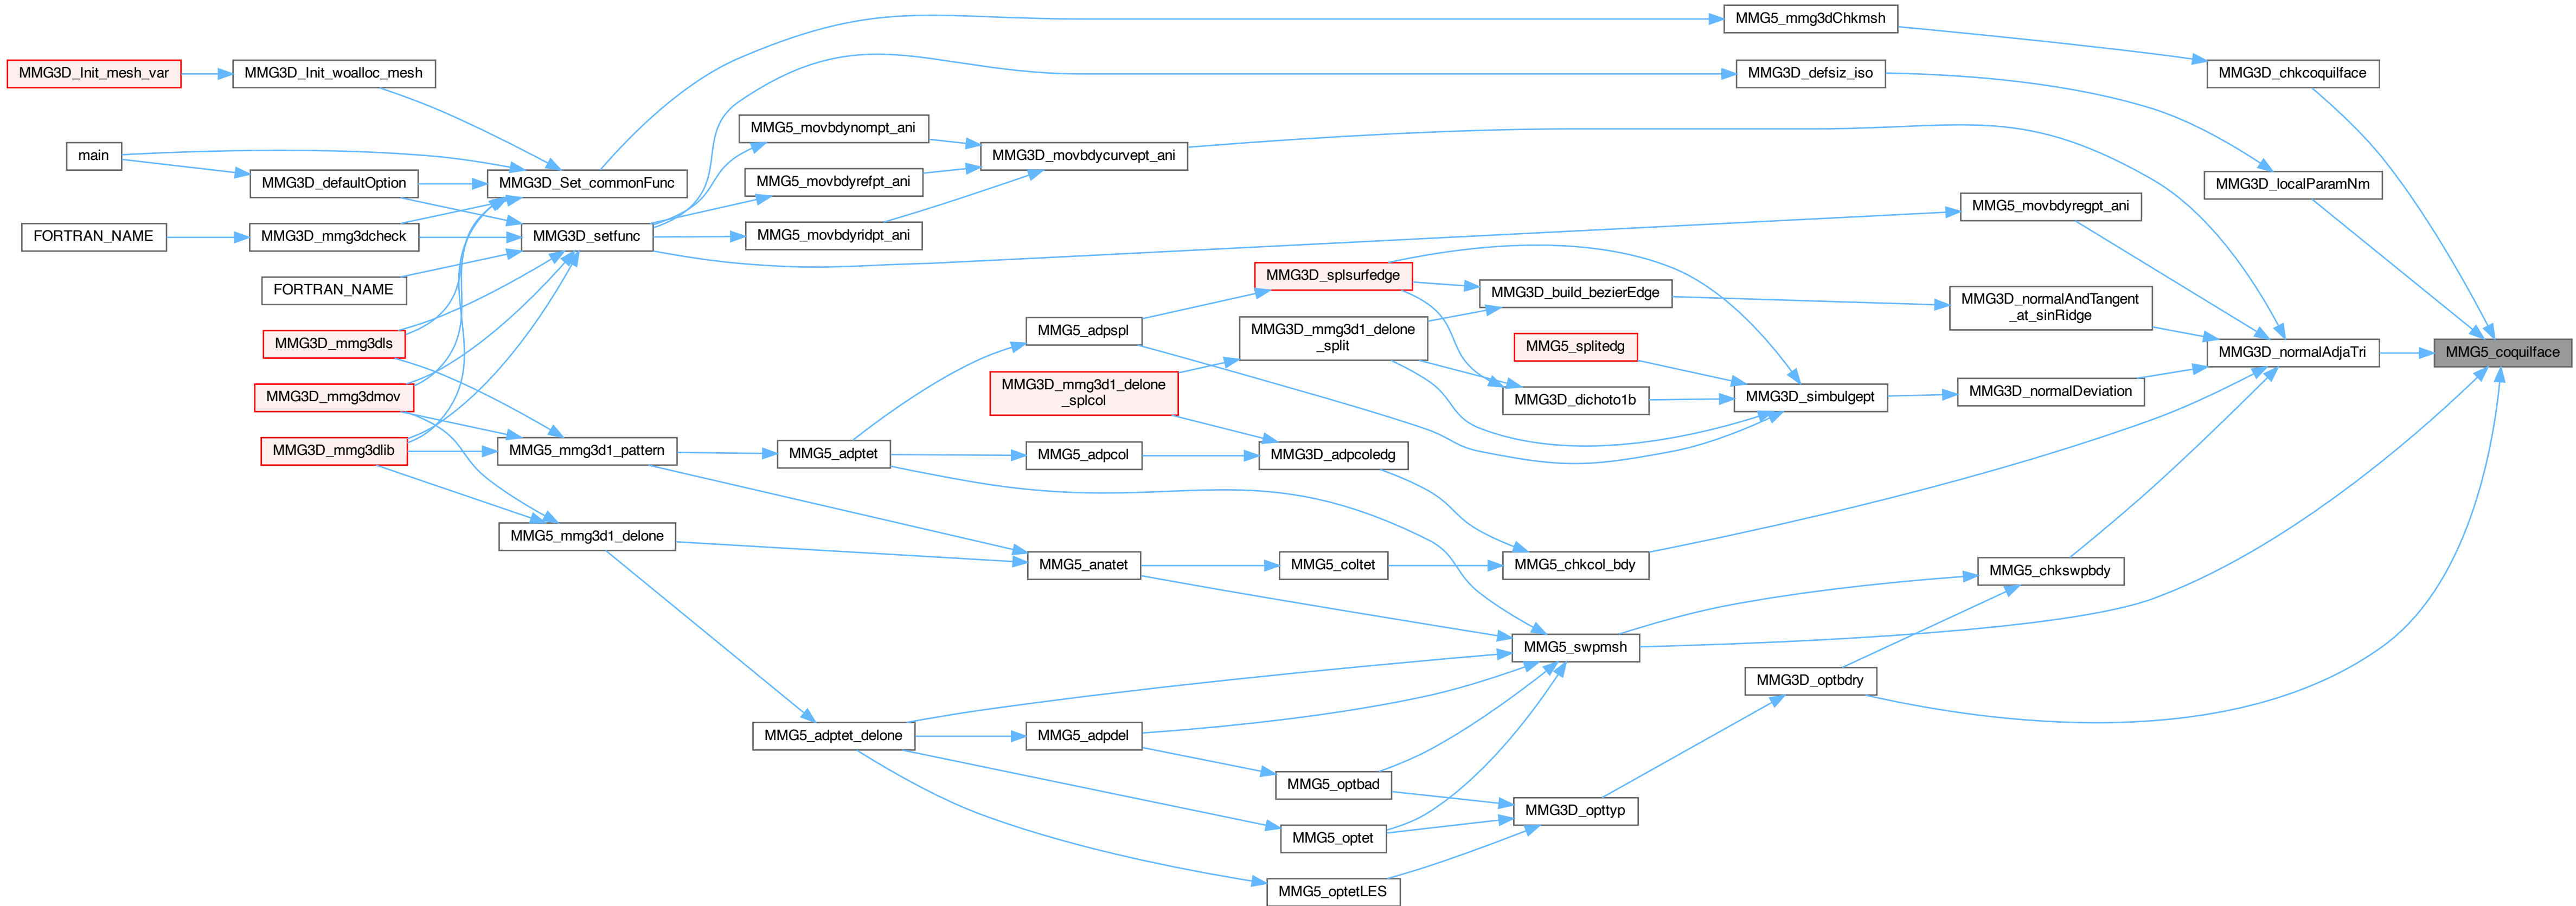 MMG5_mmg3dChkmsh
MMG3D_Init_mesh_var
MMG3D_Init_woalloc_mesh
MMG3D_defsiz_iso
MMG3D_chkcoquilface
MMG5_movbdynompt_ani
main
MMG3D_movbdycurvept_ani
MMG3D_defaultOption
MMG3D_Set_commonFunc
MMG5_movbdyrefpt_ani
MMG3D_localParamNm
MMG5_movbdyregpt_ani
FORTRAN_NAME
MMG3D_mmg3dcheck
MMG3D_setfunc
MMG5_movbdyridpt_ani
MMG3D_splsurfedge
FORTRAN_NAME
MMG3D_build_bezierEdge
MMG3D_normalAndTangent
_at_sinRidge
MMG5_adpspl
MMG3D_mmg3d1_delone
_split
MMG3D_mmg3dls
MMG5_splitedg
MMG3D_normalAdjaTri
MMG5_coquilface
MMG3D_mmg3d1_delone
_splcol
MMG3D_mmg3dmov
MMG3D_dichoto1b
MMG3D_simbulgept
MMG3D_normalDeviation
MMG3D_mmg3dlib
MMG5_mmg3d1_pattern
MMG5_adptet
MMG5_adpcol
MMG3D_adpcoledg
MMG5_mmg3d1_delone
MMG5_anatet
MMG5_coltet
MMG5_chkcol_bdy
MMG5_chkswpbdy
MMG5_swpmsh
MMG3D_optbdry
MMG5_adptet_delone
MMG5_adpdel
MMG5_optbad
MMG3D_opttyp
MMG5_optet
MMG5_optetLES